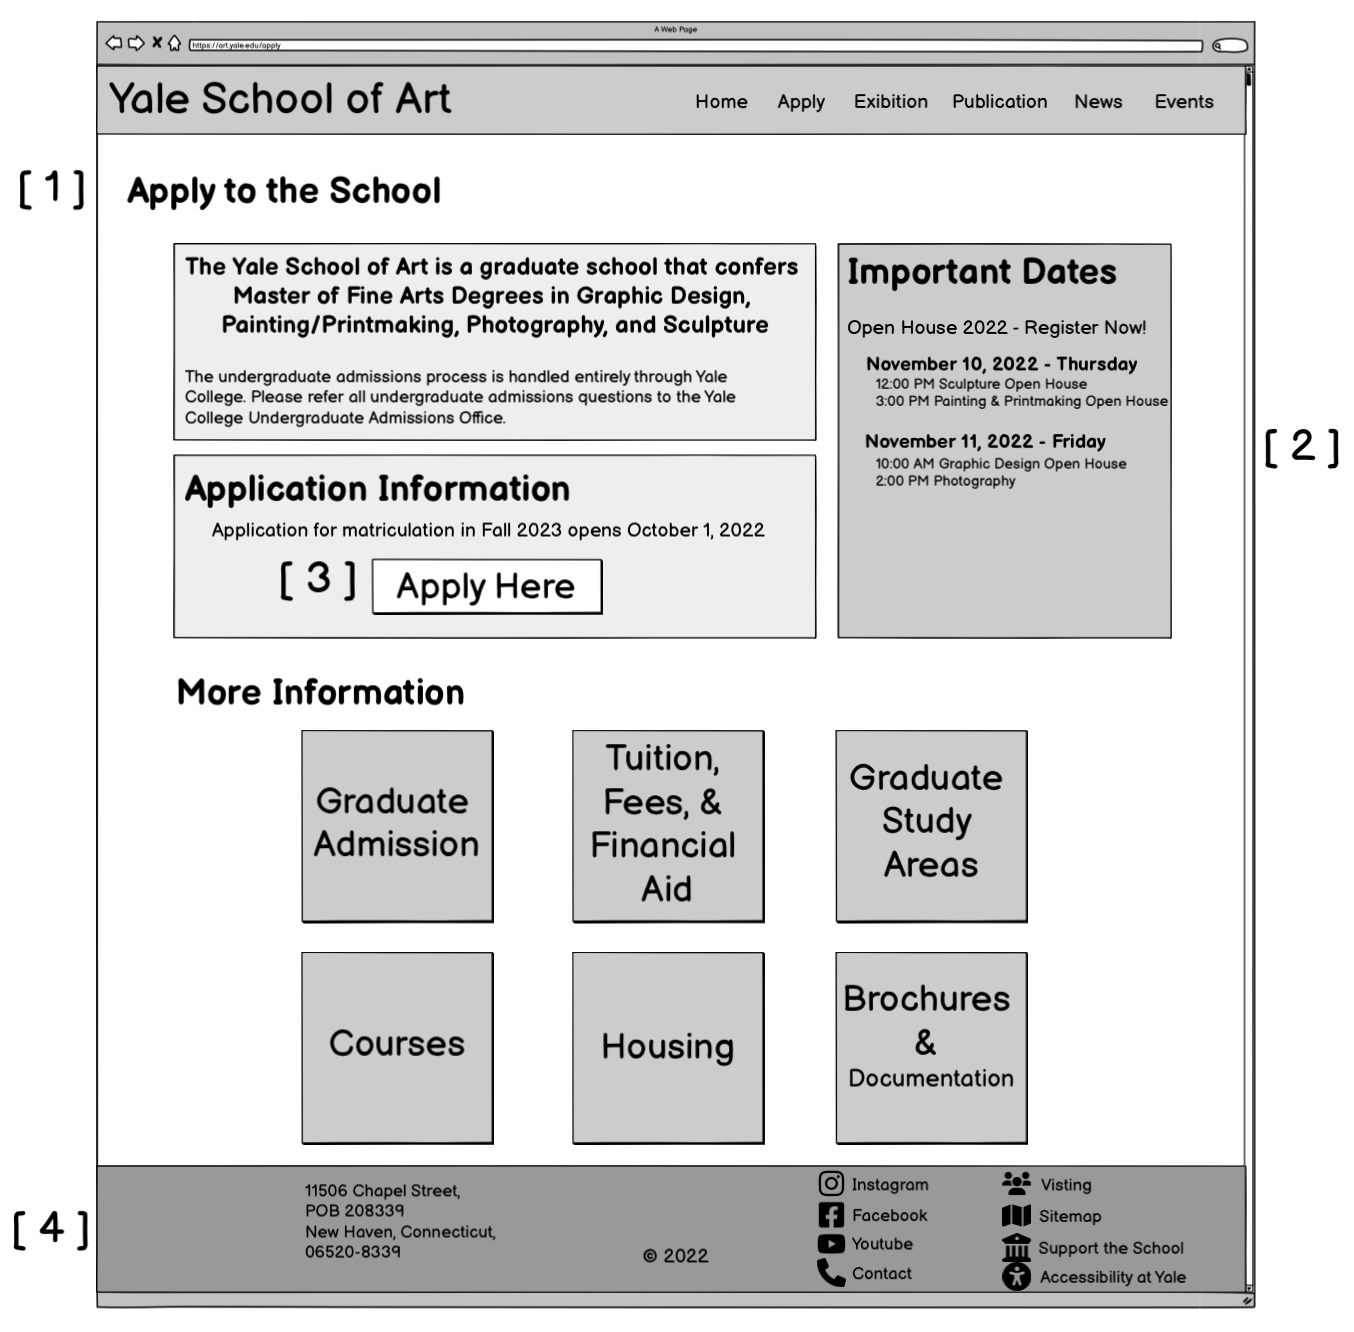 A Web Page
https://art.yale.edu/apply
Yale School of Art
Home Apply Exibition Publication News Events
[ 1 ]
Apply to the School
The Yale School of Art is a graduate school that confers
Master of Fine Arts Degrees in Graphic Design,
Painting/Printmaking, Photography, and Sculpture
The undergraduate admissions process is handled entirely through Yale
College. Please refer all undergraduate admissions questions to the Yale
College Undergraduate Admissions Office.
Application Information
Application for matriculation in Fall 2023 opens October 1, 2022
[ 3 ]
Apply Here
Important Dates
Open House 2022 - Register Now!
November 10, 2022 - Thursday
12:00 PM Sculpture Open House
3:00 PM Painting & Printmaking Open House
November 11, 2022 - Friday
10:00 AM Graphic Design Open House
2:00 PM Photography
[ 2 ]
More Information
Graduate
Admission
Tuition,
Fees, &
Financial
Aid
Graduate
Study
Areas
Courses
Housing
Brochures
&
Documentation
[ 4 ]
11506 Chapel Street,
POB 208339
New Haven, Connecticut,
06520-8339
© 2022
Instagram
Facebook
Youtube
Contact
Visting
Sitemap
Support the School
Accessibility at Yale